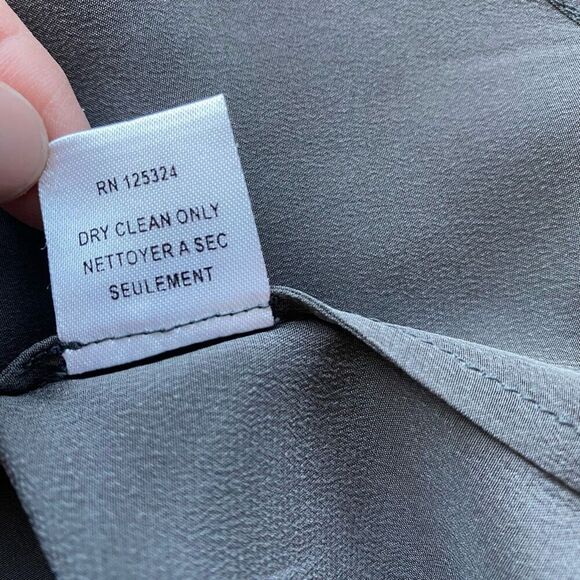 RN 125324
DRY CLEAN ONLY
NETTOYER A SEC
SEULEMENT